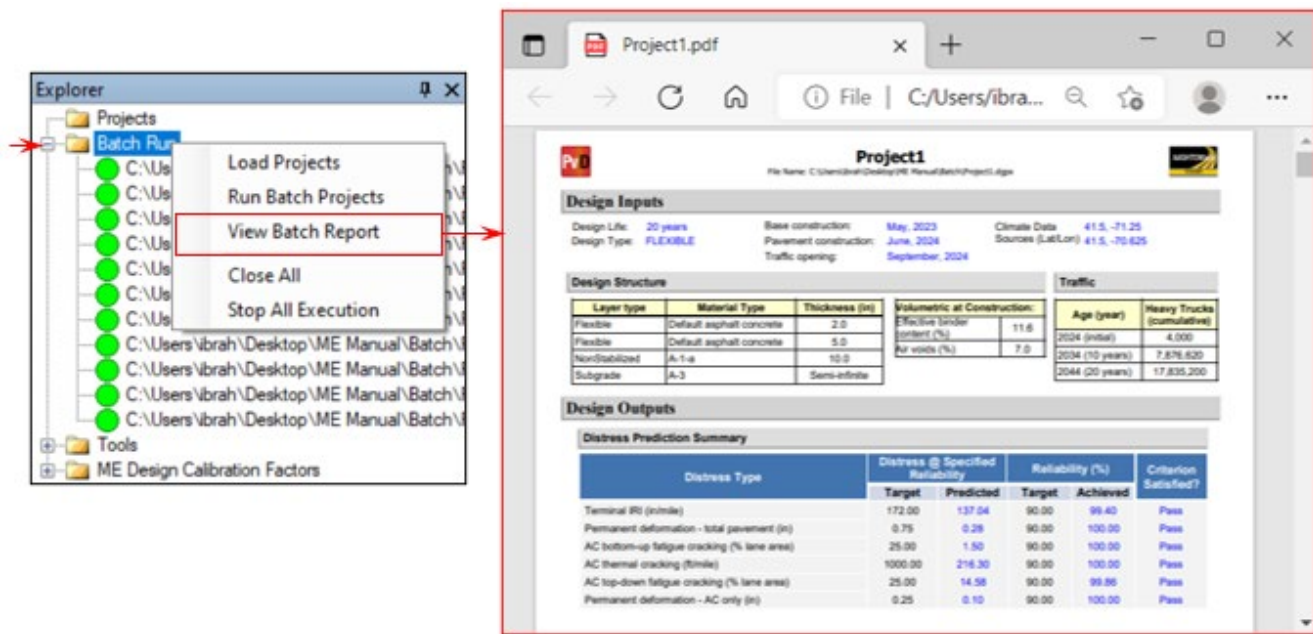 Explorer
Projects
Batch Run
C:\Us
C:\Us
C:\Us
C:\Us
C:\Us
C:\Us
C:\Us
C:\Users\ibrah\Desktop\ME Manual\Batch\
C:\Users\ibrah\Desktop\ME Manual\Batch\
C:\Users\ibrah\Desktop\ME Manual\Batch\
C:\Users\ibrah\Desktop\ME Manual\Batch\
Tools
ME Design Calibration Factors
Load Projects
Run Batch Projects
View Batch Report
Close All
Stop All Execution
Project1.pdf
File | C:/Users/ibra...
Project1
File Name: C:\Users\ibrah\Desktop\ME Manual\Batch\Project1.dgpx
Design Inputs
Design Life: 20 years Base construction: May, 2023 Climate Data 41.5, -71.25
Design Type: FLEXIBLE Pavement construction: June, 2024 Sources (Lat/Lon) 41.5, -70.625
Traffic opening: September, 2024
Design Structure Traffic
Layer type Material Type Thickness (in) Volumetric at Construction: Age (year) Heavy Trucks (cumulative)
Flexible Default asphalt concrete 2.0 Effective binder content (%) 11.6 2024 (initial) 4,000
Flexible Default asphalt concrete 5.0 Air voids (%) 7.0 2034 (10 years) 7,876,620
NonStabilized A-1-a 10.0 2044 (20 years) 17,835,200
Subgrade A-3 Semi-infinite
Design Outputs
Distress Prediction Summary
Distress Type Distress @ Specified Reliability Reliability (%) Criterion Satisfied?
Target Predicted Target Achieved
Terminal IRI (in/mile) 172.00 137.04 90.00 99.40 Pass
Permanent deformation - total pavement (in) 0.75 0.28 90.00 100.00 Pass
AC bottom-up fatigue cracking (% lane area) 25.00 1.50 90.00 100.00 Pass
AC thermal cracking (ft/mile) 1000.00 216.30 90.00 100.00 Pass
AC top-down fatigue cracking (% lane area) 25.00 14.58 90.00 99.86 Pass
Permanent deformation - AC only (in) 0.25 0.10 90.00 100.00 Pass